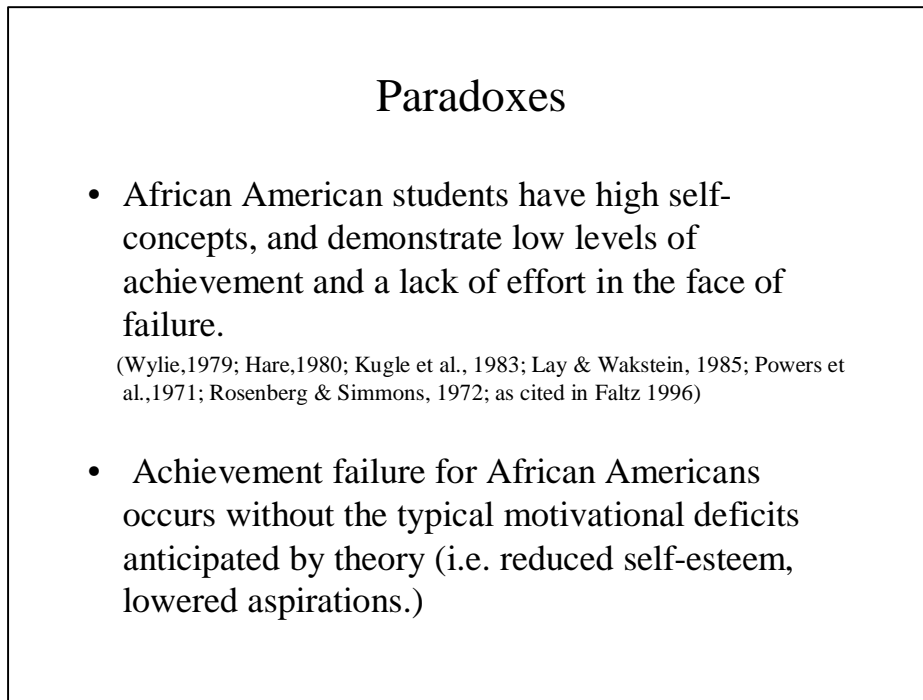 Paradoxes
• African American students have high self-
concepts, and demonstrate low levels of
achievement and a lack of effort in the face of
failure.
(Wylie,1979; Hare,1980; Kugle et al., 1983; Lay & Wakstein, 1985; Powers et
al.,1971; Rosenberg & Simmons, 1972; as cited in Faltz 1996)
• Achievement failure for African Americans
occurs without the typical motivational deficits
anticipated by theory (i.e. reduced self-esteem,
lowered aspirations.)